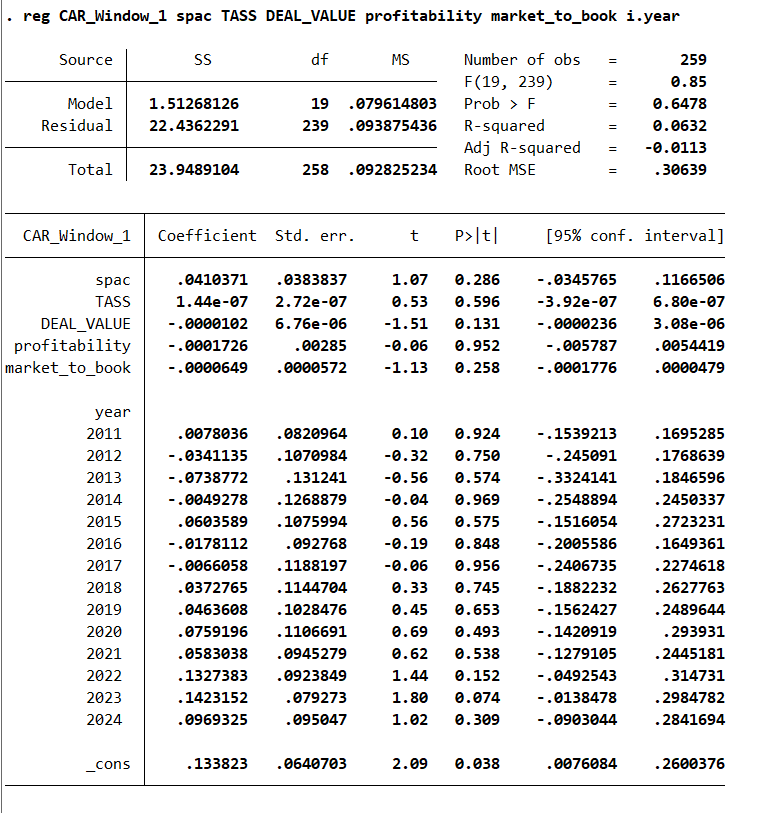 . reg CAR_Window_1 spac TASS DEAL_VALUE profitability market_to_book i.year
Source SS df MS Number of obs = 259
F(19, 239) = 0.85
Model 1.51268126 19 .079614803 Prob > F = 0.6478
Residual 22.4362291 239 .093875436 R-squared = 0.0632
Adj R-squared = -0.0113
Total 23.9489104 258 .092825234 Root MSE = .30639
CAR_Window_1 Coefficient Std. err. t P>|t| [95% conf. interval]
spac .0410371 .0383837 1.07 0.286 -.0345765 .1166506
TASS 1.44e-07 2.72e-07 0.53 0.596 -3.92e-07 6.80e-07
DEAL_VALUE -.0000102 6.76e-06 -1.51 0.131 -.0000236 3.08e-06
profitability -.0001726 .00285 -0.06 0.952 -.005787 .0054419
market_to_book -.0000649 .0000572 -1.13 0.258 -.0001776 .0000479
year
2011 .0078036 .0820964 0.10 0.924 -.1539213 .1695285
2012 -.0341135 .1070984 -0.32 0.750 -.245091 .1768639
2013 -.0738772 .131241 -0.56 0.574 -.3324141 .1846596
2014 -.0049278 .1268879 -0.04 0.969 -.2548894 .2450337
2015 .0603589 .1075994 0.56 0.575 -.1516054 .2723231
2016 -.0178112 .092768 -0.19 0.848 -.2005586 .1649361
2017 -.0066058 .1188197 -0.06 0.956 -.2406735 .2274618
2018 .0372765 .1144704 0.33 0.745 -.1882232 .2627763
2019 .0463608 .1028476 0.45 0.653 -.1562427 .2489644
2020 .0759196 .1106691 0.69 0.493 -.1420919 .293931
2021 .0583038 .0945279 0.62 0.538 -.1279105 .2445181
2022 .1327383 .0923849 1.44 0.152 -.0492543 .314731
2023 .1423152 .079273 1.80 0.074 -.0138478 .2984782
2024 .0969325 .095047 1.02 0.309 -.0903044 .2841694
_cons .133823 .0640703 2.09 0.038 .0076084 .2600376